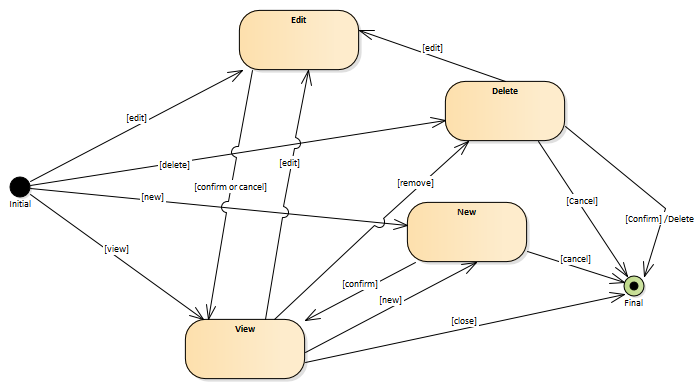 Edit
[edit]
Delete
[edit]
[delete]
[edit]
[remove]
[confirm or cancel]
Initial
[new]
[Cancel]
New
[Confirm] /Delete
[view]
[cancel]
[confirm]
[new]
Final
[close]
View